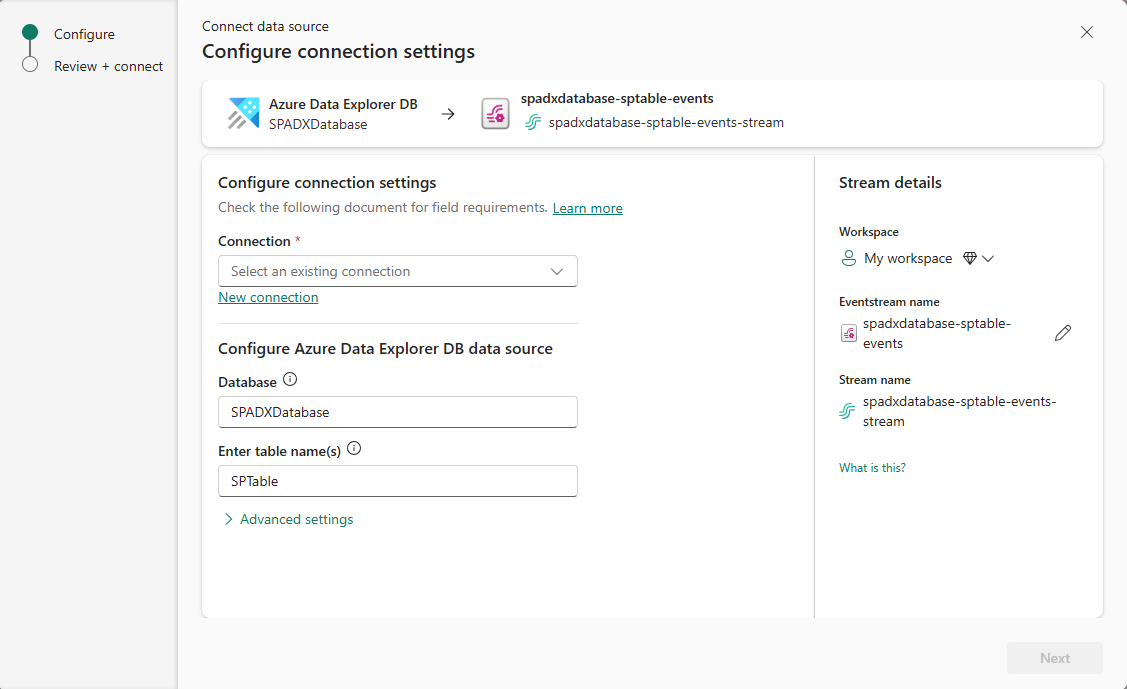 Configure
Review + connect
Connect data source
Configure connection settings
Azure Data Explorer DB
SPADXDatabase
spadxdatabase-sptable-events
spadxdatabase-sptable-events-stream
Configure connection settings
Check the following document for field requirements. Learn more
Connection *
Select an existing connection
New connection
Configure Azure Data Explorer DB data source
Database
SPADXDatabase
Enter table name(s)
SPTable
Advanced settings
Stream details
Workspace
My workspace
Eventstream name
spadxdatabase-sptable-
events
Stream name
spadxdatabase-sptable-events-
stream
What is this?
Next